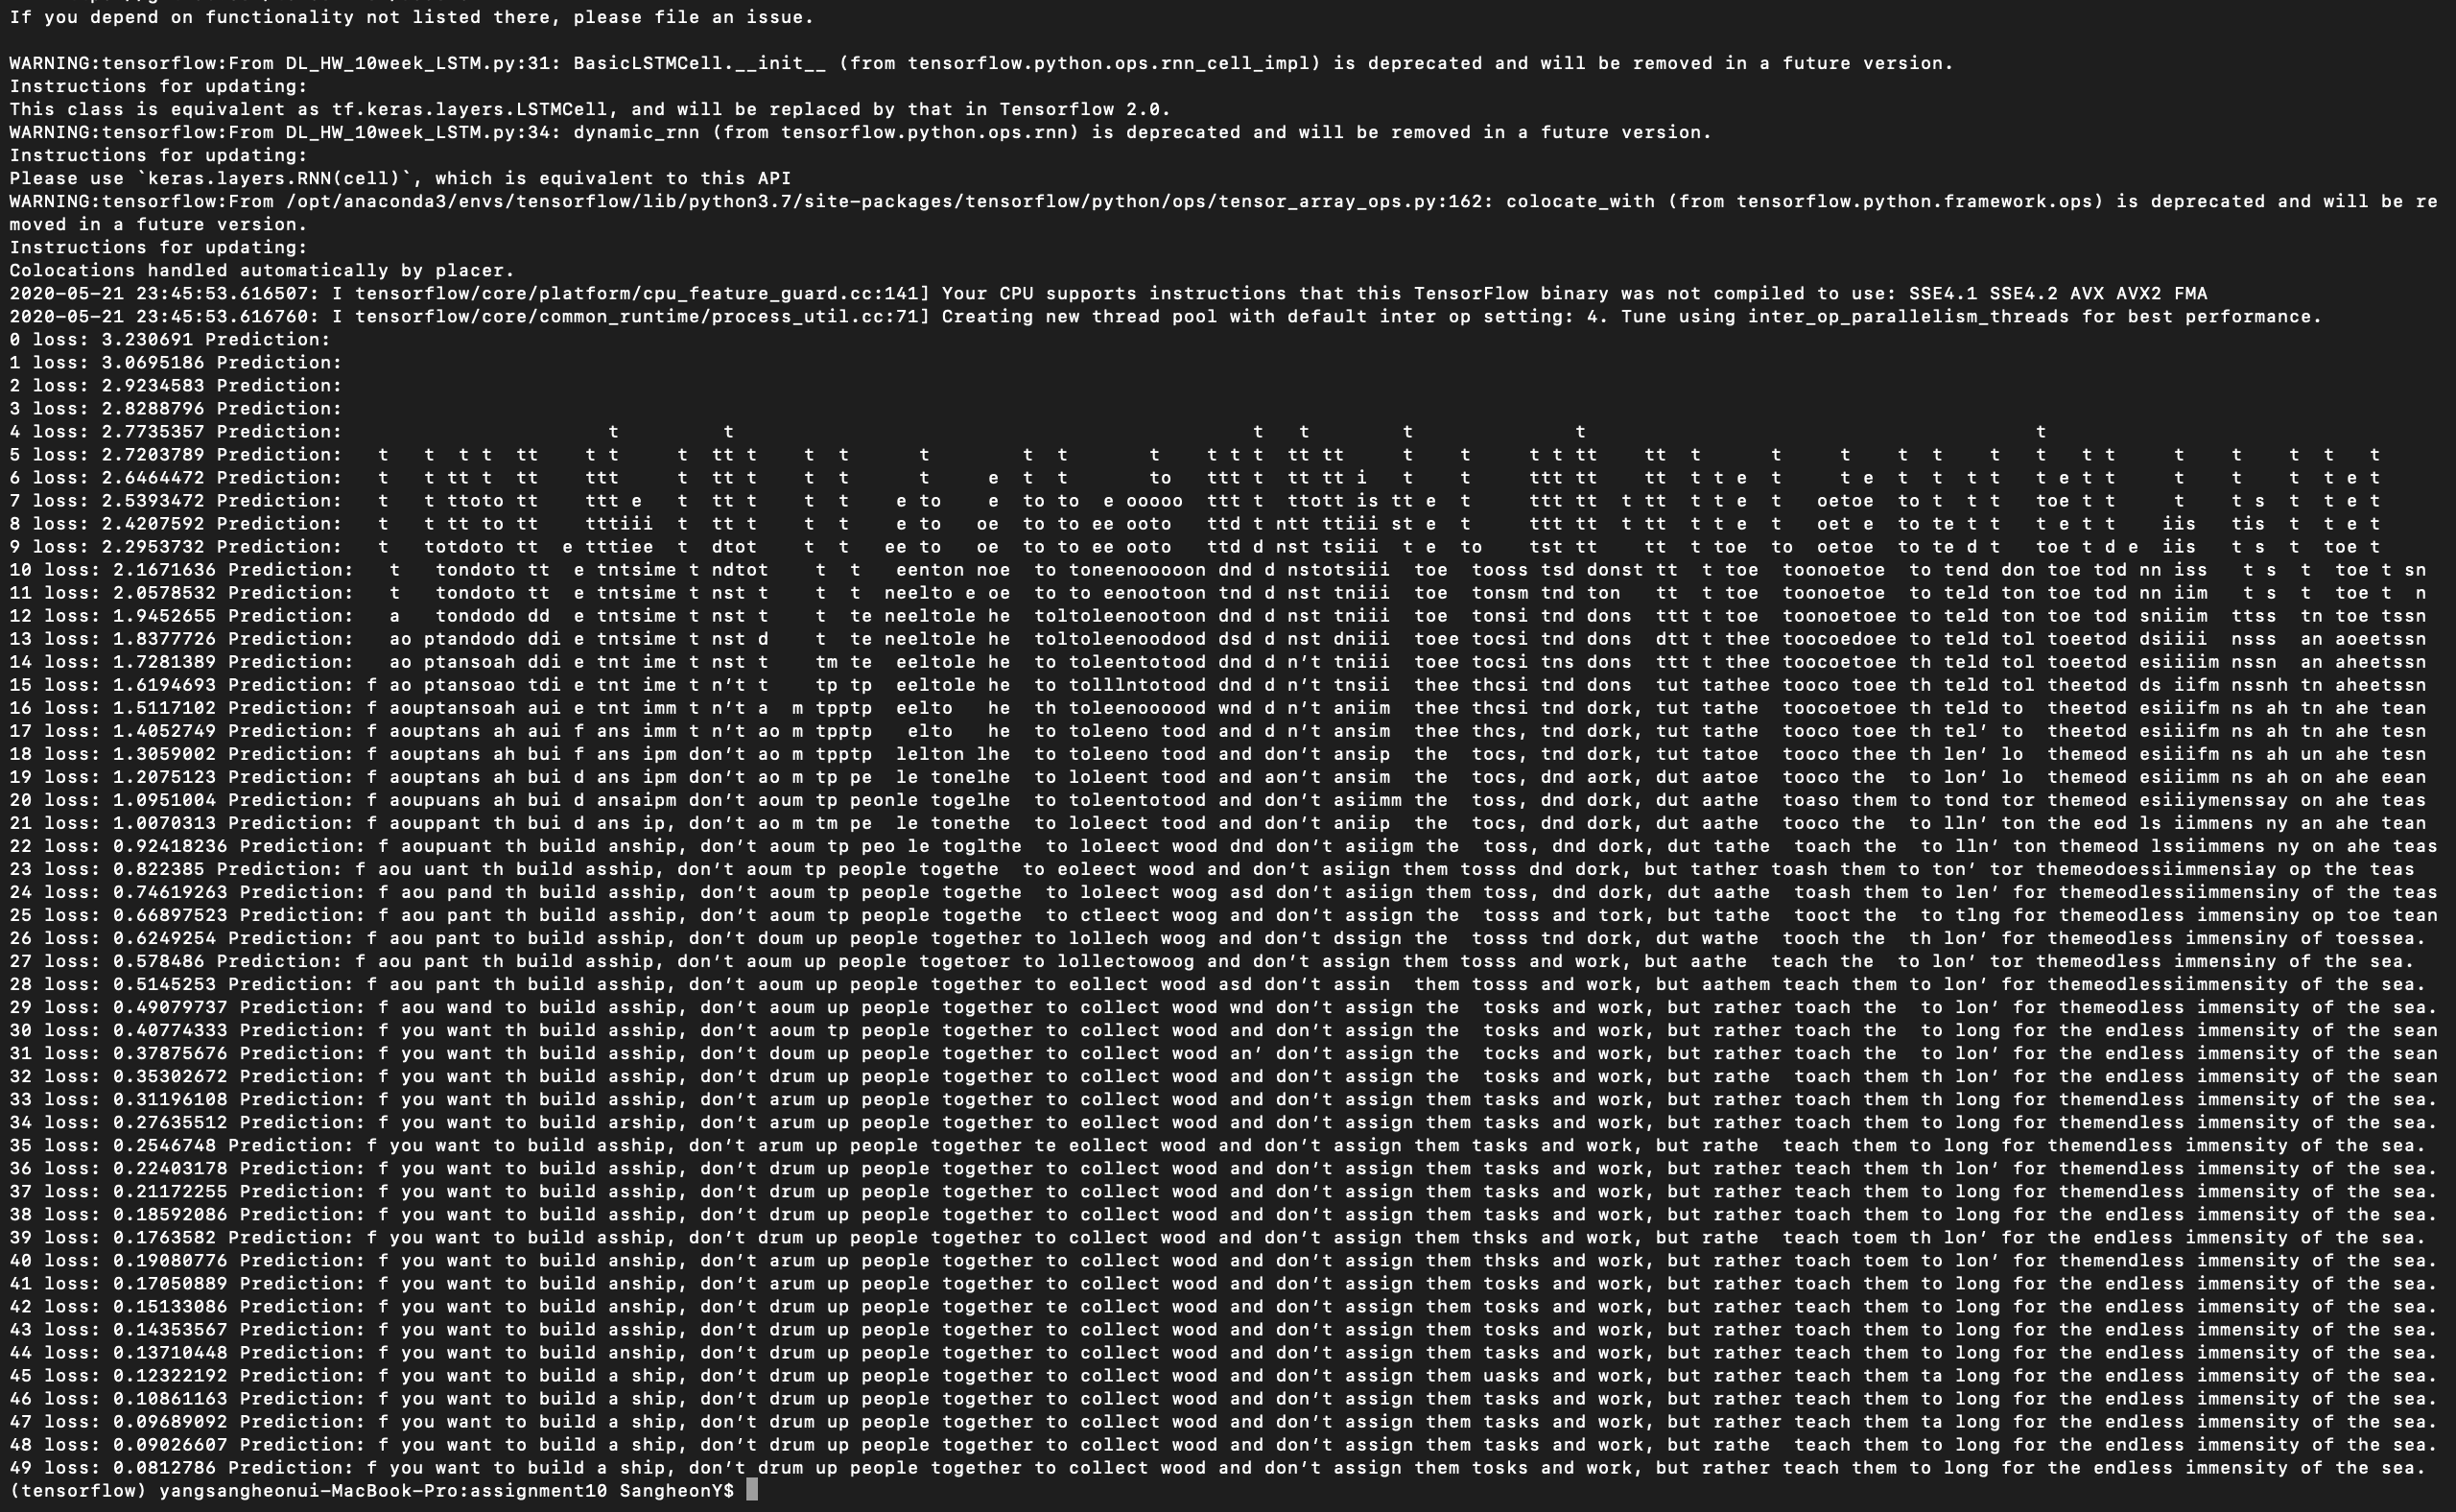 If you depend on functionality not listed there, please file an issue.
WARNING:tensorflow:From DL_HW_10week_LSTM.py:31: BasicLSTMCell.__init__ (from tensorflow.python.ops.rnn_cell_impl) is deprecated and will be removed in a future version.
Instructions for updating:
This class is equivalent as tf.keras.layers.LSTMCell, and will be replaced by that in Tensorflow 2.0.
WARNING:tensorflow:From DL_HW_10week_LSTM.py:34: dynamic_rnn (from tensorflow.python.ops.rnn) is deprecated and will be removed in a future version.
Instructions for updating:
Please use `keras.layers.RNN(cell)`, which is equivalent to this API
WARNING:tensorflow:From /opt/anaconda3/envs/tensorflow/lib/python3.7/site-packages/tensorflow/python/ops/tensor_array_ops.py:162: colocate_with (from tensorflow.python.framework.ops) is deprecated and will be re
moved in a future version.
Instructions for updating:
Colocations handled automatically by placer.
2020-05-21 23:45:53.616507: I tensorflow/core/platform/cpu_feature_guard.cc:141] Your CPU supports instructions that this TensorFlow binary was not compiled to use: SSE4.1 SSE4.2 AVX AVX2 FMA
2020-05-21 23:45:53.616760: I tensorflow/core/common_runtime/process_util.cc:71] Creating new thread pool with default inter op setting: 4. Tune using inter_op_parallelism_threads for best performance.
0 loss: 3.230691 Prediction:
1 loss: 3.0695186 Prediction:
2 loss: 2.9234583 Prediction:
3 loss: 2.8288796 Prediction:
4 loss: 2.7735357 Prediction: t t t t t t t
5 loss: 2.7203789 Prediction: t t t t tt t t t tt t t t t t t t t t t tt tt t t t t tt tt t t t t t t t t t t t t t t
6 loss: 2.6464472 Prediction: t t tt t tt ttt t tt t t t t e t t to ttt t tt tt i t t ttt tt tt t t e t t e t t t t t e t t t t t e t
7 loss: 2.5393472 Prediction: t t ttoto tt ttt e t tt t t t e to e to to e ooooo ttt t ttott is tt e t ttt tt t tt t t e t oetoe to t t t toe t t t t s t t e t
8 loss: 2.4207592 Prediction: t t tt to tt tttiii t tt t t t e to oe to to ee ooto ttd t ntt ttiii st e t ttt tt t tt t t e t oet e to te t t t e t t iis tis t t e t
9 loss: 2.2953732 Prediction: t totdoto tt e tttiee t dtot t t ee to oe to to ee ooto ttd d nst tsiii t e to tst tt tt t toe to oetoe to te d t toe t d e iis t s t toe t
10 loss: 2.1671636 Prediction: t tondoto tt e tntsime t ndtot t t eenton noe to toneenooooon dnd d nstotsiii toe tooss tsd donst tt t toe toonoetoe to tend don toe tod nn iss t s t toe t sn
11 loss: 2.0578532 Prediction: t tondoto tt e tntsime t nst t t t neelto e oe to to eenootoon tnd d nst tniii toe tonsm tnd ton tt t toe toonoetoe to teld ton toe tod nn iim t s t toe t n
12 loss: 1.9452655 Prediction: a tondodo dd e tntsime t nst t t te neeltole he toltoleenootoon dnd d nst tniii toe tonsi tnd dons ttt t toe toonoetoee to teld ton toe tod sniiim ttss tn toe tssn
13 loss: 1.8377726 Prediction: ao ptandodo ddi e tntsime t nst d t te neeltole he toltoleenoodood dsd d nst dniii toee tocsi tnd dons dtt t thee toocoedoee to teld tol toeetod dsiiii nsss an aoeetssn
14 loss: 1.7281389 Prediction: ao ptansoah ddi e tnt ime t nst t tm te eeltole he to toleentotood dnd d n't tniii toee tocsi tns dons ttt t thee toocoetoee th teld tol toeetod esiiiim nssn an aheetssn
15 loss: 1.6194693 Prediction: f ao ptansoao tdi e tnt ime t n't t tp tp eeltole he to tolllntotood dnd d n't tnsii thee thcsi tnd dons tut tathee tooco toee th teld tol theetod ds iifm nssnh tn aheetssn
16 loss: 1.5117102 Prediction: f aouptansoah aui e tnt imm t n't a m tpptp eelto he th toleenoooood wnd d n't aniim thee thcsi tnd dork, tut tathe toocoetoee th teld to theetod esiiifm ns ah tn ahe tean
17 loss: 1.4052749 Prediction: f aouptans ah aui f ans imm t n't ao m tpptp elto he to toleeno tood and d n't ansim thee thcs, tnd dork, tut tathe tooco toee th tel' to theetod esiiifm ns ah tn ahe tesn
18 loss: 1.3059002 Prediction: f aouptans ah bui f ans ipm don't ao m tpptp lelton lhe to toleeno tood and don't ansip the tocs, tnd dork, tut tatoe tooco thee th len' lo themeod esiiifm ns ah un ahe tesn
19 loss: 1.2075123 Prediction: f aouptans ah bui d ans ipm don't ao m tp pe le tonelhe to loleent tood and aon't ansim the tocs, dnd aork, dut aatoe tooco the to lon' lo themeod esiiimm ns ah on ahe eean
20 loss: 1.0951004 Prediction: f aoupuans ah bui d ansaipm don't aoum tp peonle togelhe to toleentotood and don't asiimm the toss, dnd dork, dut aathe toaso them to tond tor themeod esiiiymenssay on ahe teas
21 loss: 1.0070313 Prediction: f aouppant th bui d ans ip, don't ao m tm pe le tonethe to loleect tood and don't aniip the tocs, dnd dork, dut aathe tooco the to lln' ton the eod ls iimmens ny an ahe tean
22 loss: 0.92418236 Prediction: f aoupuant th build anship, don't aoum tp peo le toglthe to loleect wood dnd don't asiigm the toss, dnd dork, dut tathe toach the to lln' ton themeod lssiimmens ny on ahe teas
23 loss: 0.822385 Prediction: f aou uant th build asship, don't aoum tp people togethe to eoleect wood and don't asiign them tosss dnd dork, but tather toash them to ton' tor themeodoessiimmensiay op the teas
24 loss: 0.74619263 Prediction: f aou pand th build asship, don't aoum tp people togethe to loleect woog asd don't asiign them toss, dnd dork, dut aathe toash them to len' for themeodlessiimmensiny of the teas
25 loss: 0.66897523 Prediction: f aou pant th build asship, don't aoum tp people togethe to ctleect woog and don't assign the tosss and tork, but tathe tooct the to tlng for themeodless immensiny op toe tean
26 loss: 0.6249254 Prediction: f aou pant to build asship, don't doum up people together to lollech woog and don't dssign the tosss tnd dork, dut wathe tooch the th lon' for themeodless immensiny of toessea.
27 loss: 0.578486 Prediction: f aou pant th build asship, don't aoum up people togetoer to lollectowoog and don't assign them tosss and work, but aathe teach the to lon' tor themeodless immensiny of the sea.
28 loss: 0.5145253 Prediction: f aou pant th build asship, don't aoum up people together to eollect wood asd don't assin them tosss and work, but aathem teach them to lon' for themeodlessiimmensity of the sea.
29 loss: 0.49079737 Prediction: f aou wand to build asship, don't aoum up people together to collect wood wnd don't assign the tosks and work, but rather toach the to lon' for themeodless immensity of the sea.
30 loss: 0.40774333 Prediction: f you want th build asship, don't aoum tp people together to collect wood and don't assign the tosks and work, but rather toach the to long for the endless immensity of the sean
31 loss: 0.37875676 Prediction: f you want th build asship, don't doum up people together to collect wood an' don't assign the tocks and work, but rather toach the to lon' for the endless immensity of the sean
32 loss: 0.35302672 Prediction: f you want th build asship, don't drum up people together to collect wood and don't assign the tosks and work, but rathe toach them th lon' for the endless immensity of the sean
33 loss: 0.31196108 Prediction: f you want th build asship, don't arum up people together to collect wood and don't assign them tasks and work, but rather toach them th long for the endless immensity of the sea.
34 loss: 0.27635512 Prediction: f you want to build arship, don't arum up people together to eollect wood and don't assign them tasks and work, but rather toach them to long for the endless immensity of the sea.
35 loss: 0.2546748 Prediction: f you want to build asship, don't arum up people together te eollect wood and don't assign them tasks and work, but rathe teach them to long for themendless immensity of the sea.
36 loss: 0.22403178 Prediction: f you want to build asship, don't drum up people together to collect wood and don't assign them tasks and work, but rather teach them th lon' for themendless immensity of the sea.
37 loss: 0.21172255 Prediction: f you want to build asship, don't drum up people together to collect wood and don't assign them tasks and work, but rather teach them to long for themendless immensity of the sea.
38 loss: 0.18592086 Prediction: f you want to build asship, don't drum up people together to collect wood and don't assign them tasks and work, but rather toach them to long for the endless immensity of the sea.
39 loss: 0.1763582 Prediction: f you want to build asship, don't drum up people together to collect wood and don't assign them thsks and work, but rathe teach toem th lon' for the endless immensity of the sea.
40 loss: 0.19080776 Prediction: f you want to build anship, don't arum up people together to collect wood and don't assign them thsks and work, but rather teach toem to lon' for themendless immensity of the sea.
41 loss: 0.17050889 Prediction: f you want to build anship, don't arum up people together to collect wood and don't assign them tosks and work, but rather toach them to long for the endless immensity of the sea.
42 loss: 0.15133086 Prediction: f you want to build anship, don't drum up people together te collect wood and don't assign them tosks and work, but rather toach them to long for the endless immensity of the sea.
43 loss: 0.14353567 Prediction: f you want to build asship, don't drum up people together to collect wood and don't assign them tosks and work, but rather toach them to long for the endless immensity of the sea.
44 loss: 0.13710448 Prediction: f you want to build anship, don't drum up people together to collect wood and don't assign them tasks and work, but rather teach them to long for the endless immensity of the sea.
45 loss: 0.12322192 Prediction: f you want to build a ship, don't drum up people together to collect wood and don't assign them uasks and work, but rather teach them ta long for the endless immensity of the sea.
46 loss: 0.10861163 Prediction: f you want to build a ship, don't drum up people together to collect wood and don't assign them tasks and work, but rather teach them to long for the endless immensity of the sea.
47 loss: 0.09689092 Prediction: f you want to build a ship, don't drum up people together to collect wood and don't assign them tasks and work, but rather teach them ta long for the endless immensity of the sea.
48 loss: 0.09026607 Prediction: f you want to build a ship, don't drum up people together to collect wood and don't assign them tasks and work, but rathe teach them to long for the endless immensity of the sea.
49 loss: 0.0812786 Prediction: f you want to build a ship, don't drum up people together to collect wood and don't assign them tosks and work, but rather teach them to long for the endless immensity of the sea.
(tensorflow) yangsangheonui-MacBook-Pro:assignment10 SangheonY$